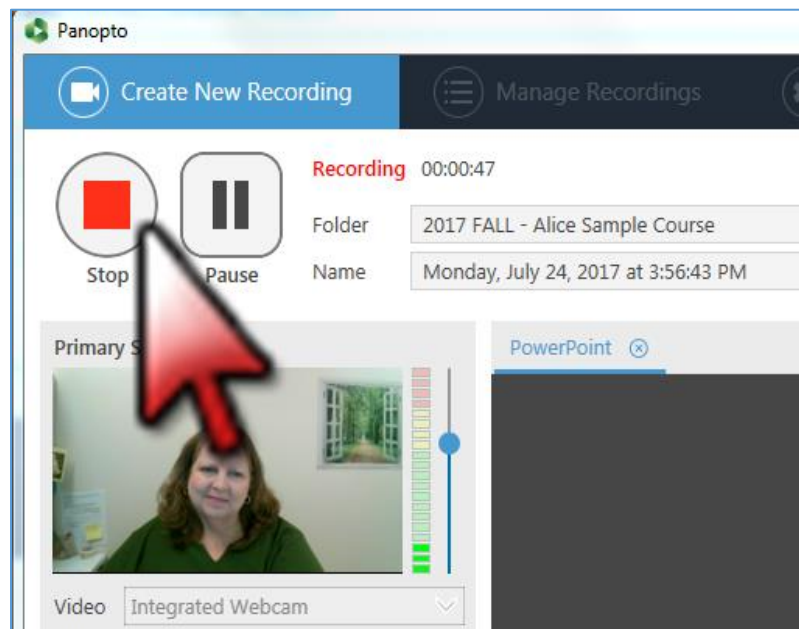 Panopto
Create New Recording Manage Recordings
Recording 00:00:47
Folder 2017 FALL - Alice Sample Course
Stop Pause Name Monday, July 24, 2017 at 3:56:43 PM
Primary PowerPoint
Video Integrated Webcam